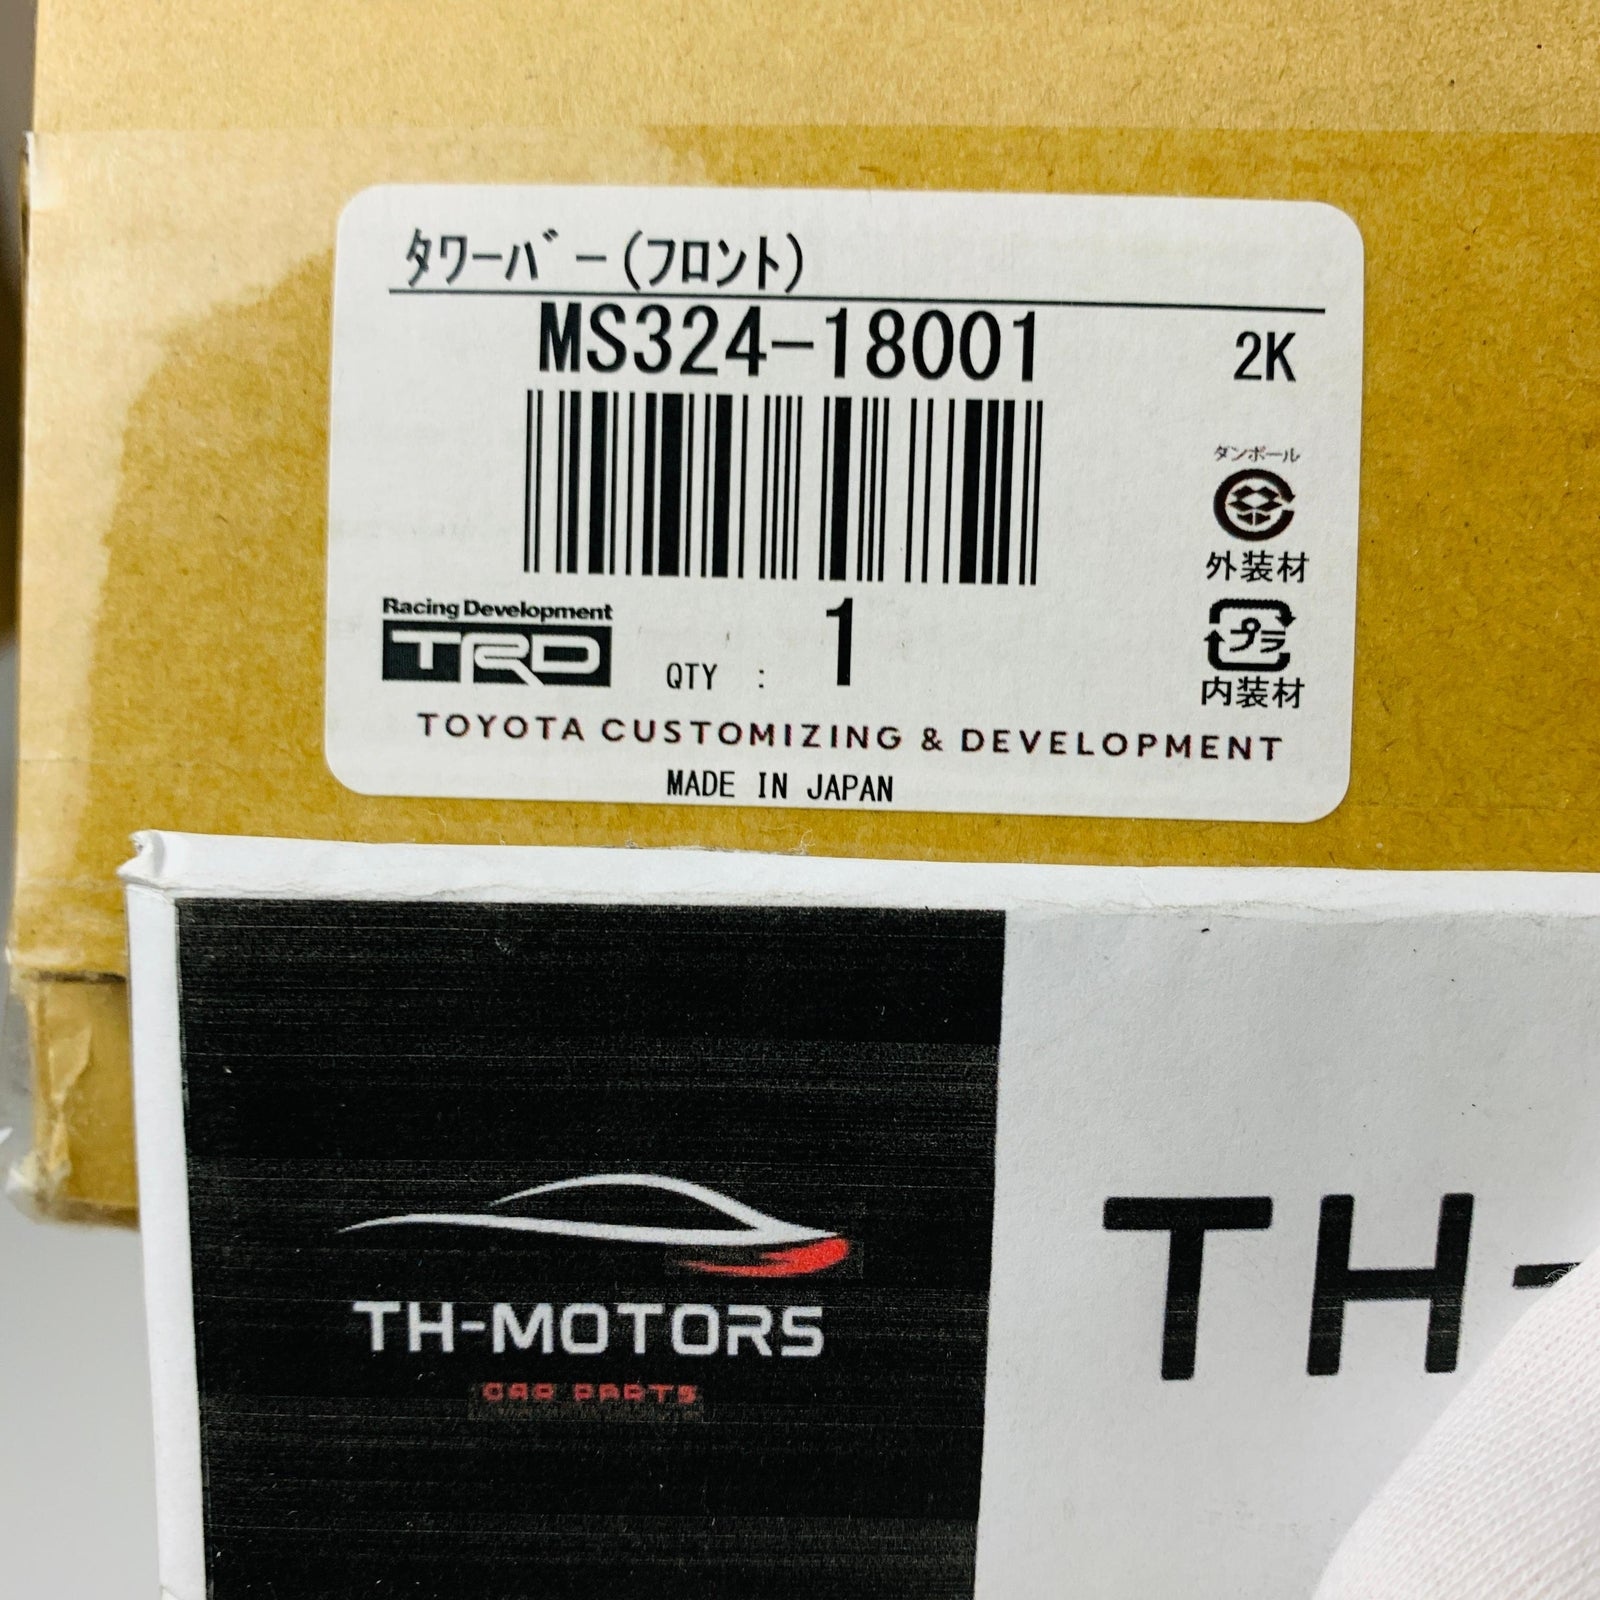 ﾀﾜｰﾊﾞｰ(ﾌﾛﾝﾄ)
MS324-18001
2K
ダンボール
外装材
プラ
内装材
Racing Development
TRD
QTY : 1
TOYOTA CUSTOMIZING & DEVELOPMENT
MADE IN JAPAN
TH-MOTORS
CAR PARTS
TH-